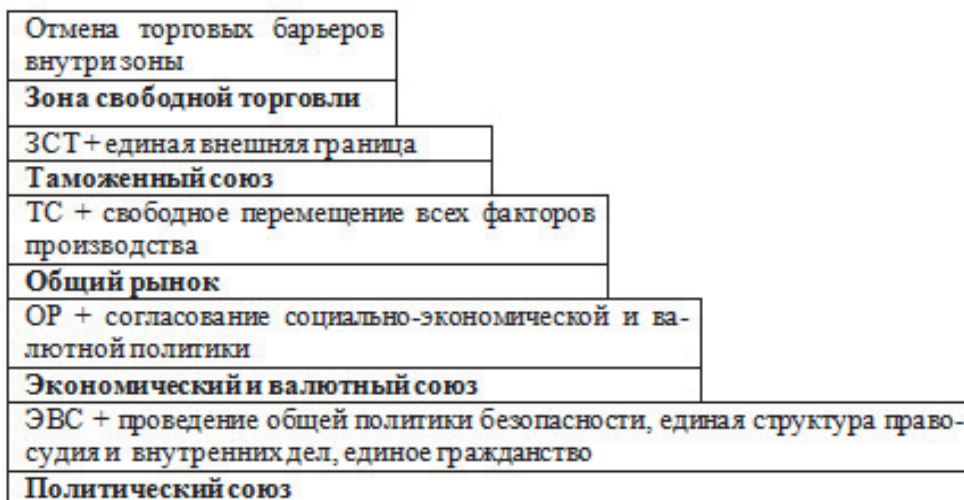 Отмена торговых барьеров
внутри зоны
Зона свободной торговли
ЗСТ + единая внешняя граница
Таможенный союз
ТС + свободное перемещение всех факторов
производства
Общий рынок
ОР + согласование социально-экономической и ва-
лютной политики
Экономический и валютный союз
ЭВС + проведение общей политики безопасности, единая структура право-
судия и внутренних дел, единое гражданство
Политический союз